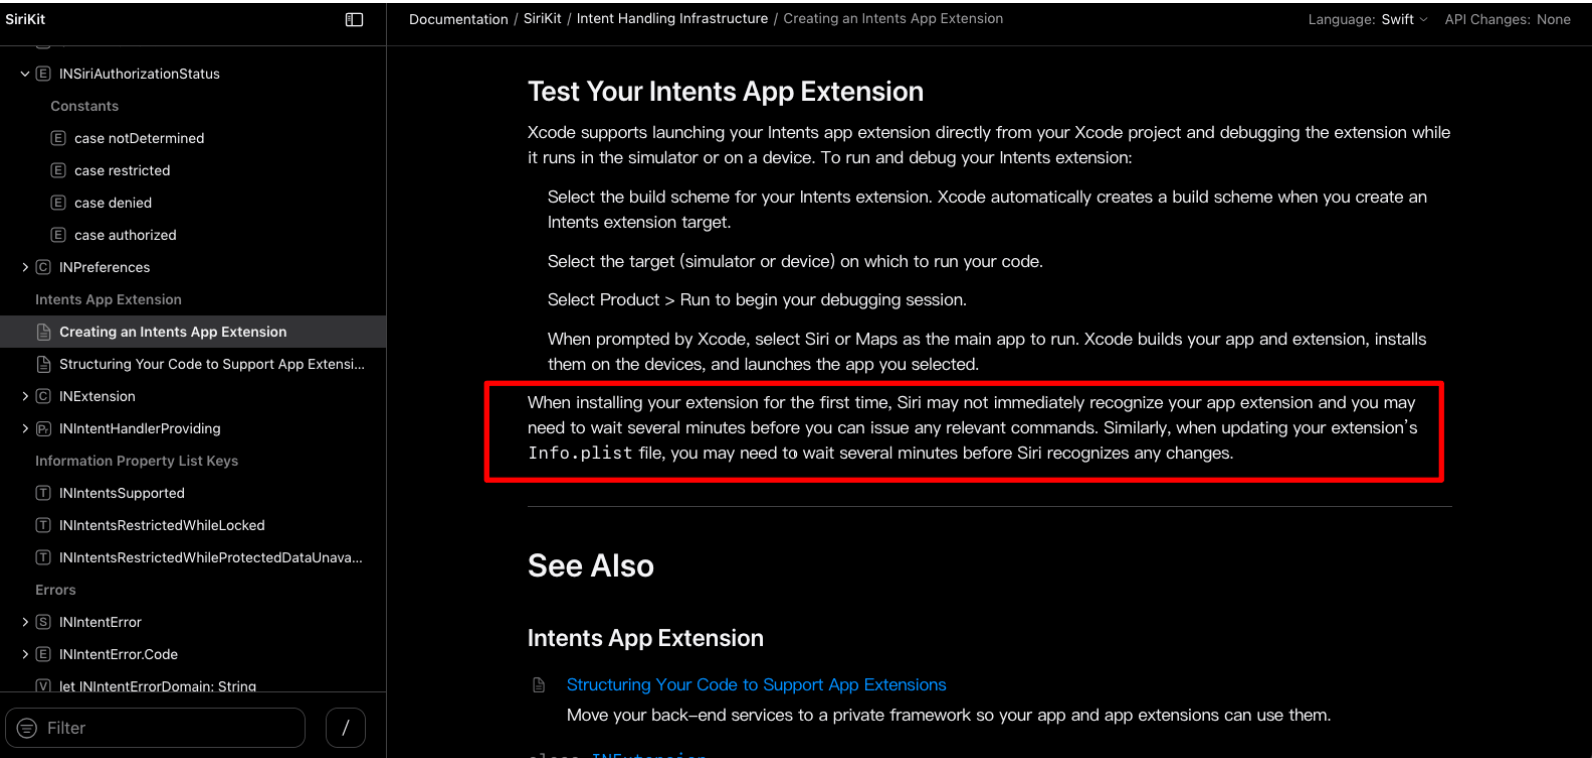 SiriKit
Documentation / SiriKit / Intent Handling Infrastructure / Creating an Intents App Extension
Language: Swift
API Changes: None
INSiriAuthorizationStatus
Constants
case notDetermined
case restricted
case denied
case authorized
INPreferences
Intents App Extension
Creating an Intents App Extension
Structuring Your Code to Support App Extensi...
INExtension
INIntentHandlerProviding
Information Property List Keys
INIntentsSupported
INIntentsRestrictedWhileLocked
INIntentsRestrictedWhileProtectedDataUnava...
Errors
INIntentError
INIntentError.Code
let INIntentErrorDomain: String
Filter
/
Test Your Intents App Extension
Xcode supports launching your Intents app extension directly from your Xcode project and debugging the extension while
it runs in the simulator or on a device. To run and debug your Intents extension:
Select the build scheme for your Intents extension. Xcode automatically creates a build scheme when you create an
Intents extension target.
Select the target (simulator or device) on which to run your code.
Select Product > Run to begin your debugging session.
When prompted by Xcode, select Siri or Maps as the main app to run. Xcode builds your app and extension, installs
them on the devices, and launches the app you selected.
When installing your extension for the first time, Siri may not immediately recognize your app extension and you may
need to wait several minutes before you can issue any relevant commands. Similarly, when updating your extension's
Info.plist file, you may need to wait several minutes before Siri recognizes any changes.
See Also
Intents App Extension
Structuring Your Code to Support App Extensions
Move your back-end services to a private framework so your app and app extensions can use them.
class INExtension